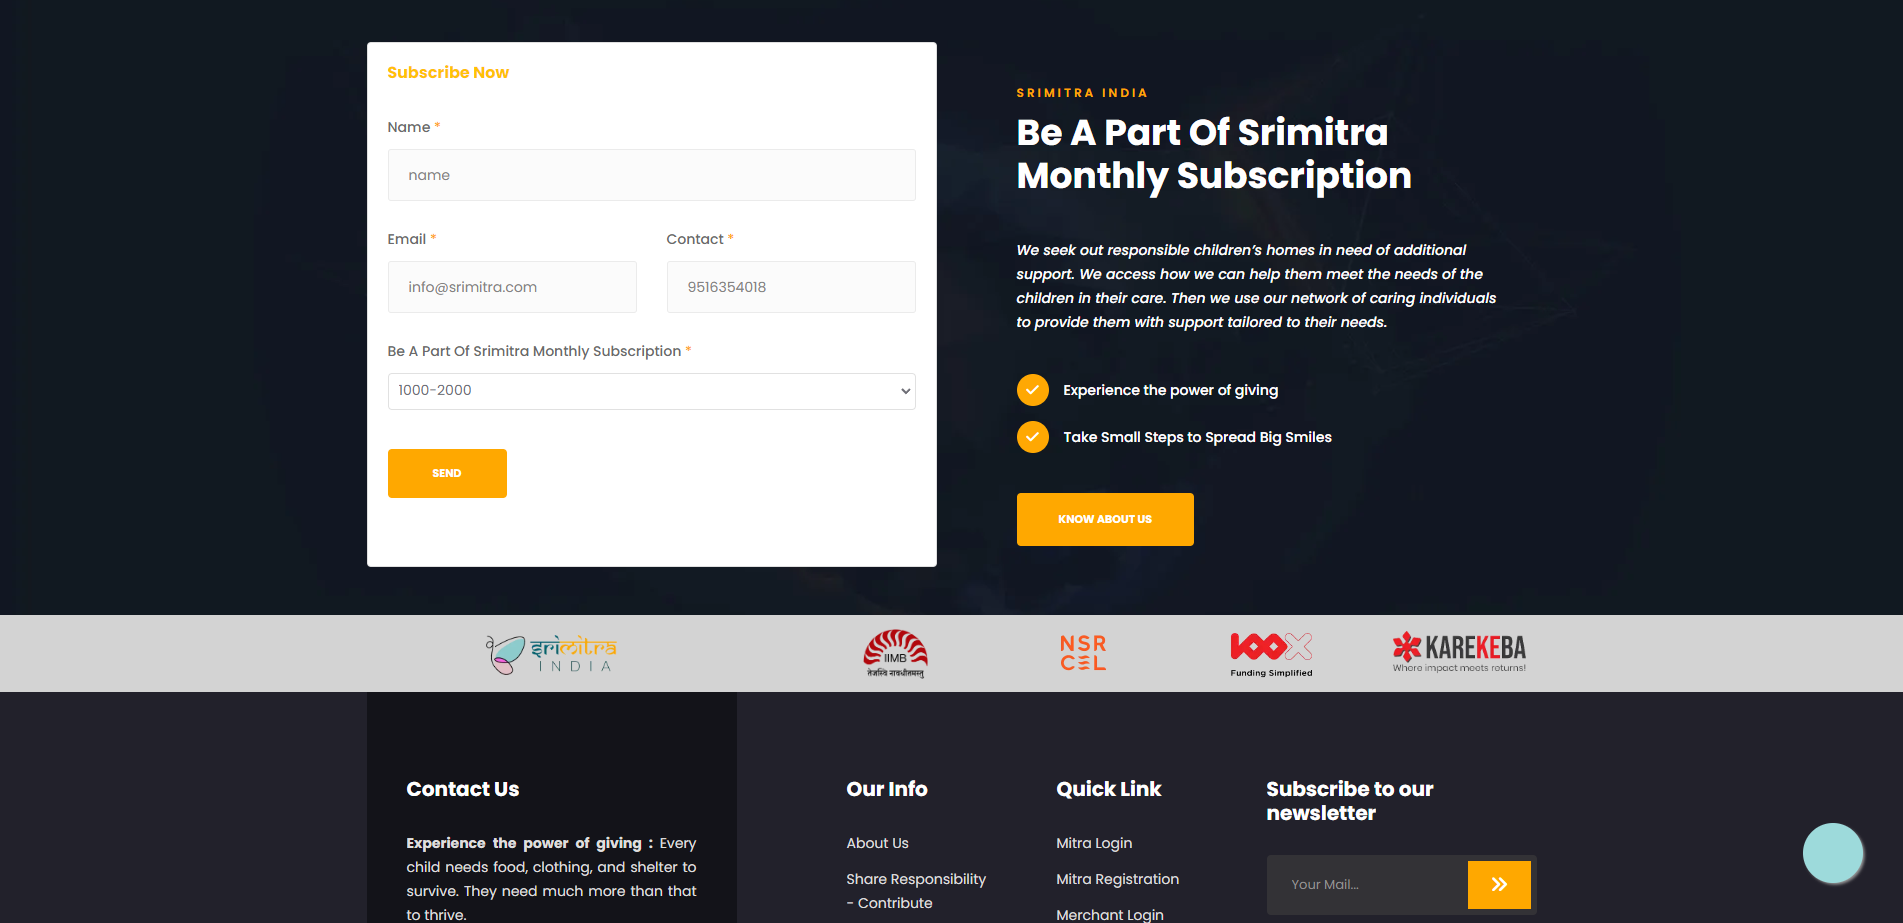 Subscribe Now
Name *
name
Email *
Contact *
info@srimitra.com
9516354018
Be A Part Of Srimitra Monthly Subscription *
1000-2000
SEND
SRIMITRA INDIA
Be A Part Of Srimitra
Monthly Subscription
We seek out responsible children’s homes in need of additional
support. We access how we can help them meet the needs of the
children in their care. Then we use our network of caring individuals
to provide them with support tailored to their needs.
Experience the power of giving
Take Small Steps to Spread Big Smiles
KNOW ABOUT US
श्रीmitra
INDIA
IIMB
तेजस्वि नावधीतमस्तु
NSR
CEL
100X
Funding Simplified
KAREKEBA
Where impact meets returns!
Contact Us
Experience the power of giving : Every
child needs food, clothing, and shelter to
survive. They need much more than that
to thrive.
Our Info
About Us
Share Responsibility
- Contribute
Quick Link
Mitra Login
Mitra Registration
Merchant Login
Subscribe to our
newsletter
Your Mail...